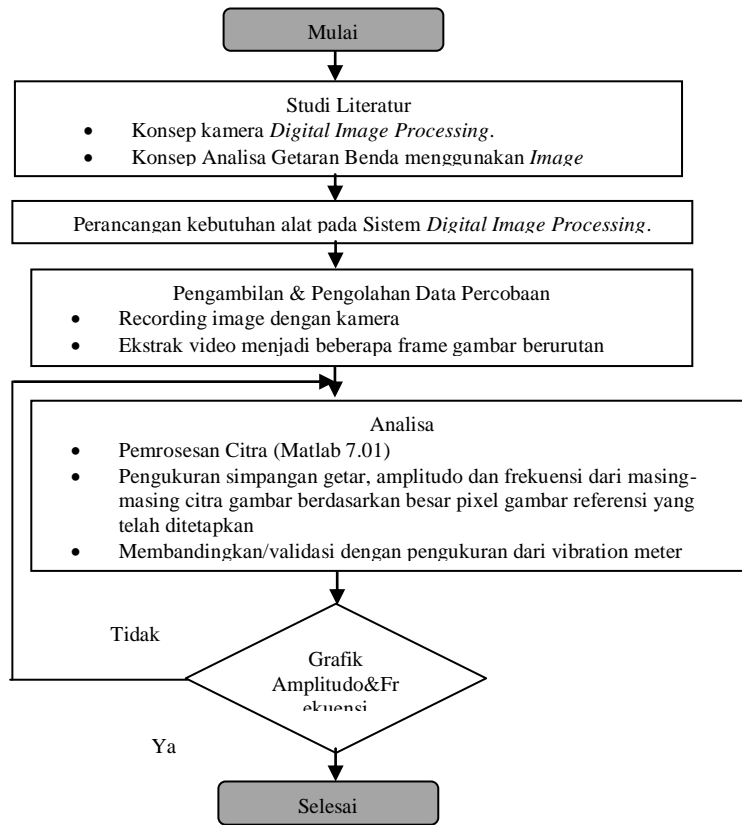 Mulai
Studi Literatur
• Konsep kamera Digital Image Processing.
• Konsep Analisa Getaran Benda menggunakan Image
Perancangan kebutuhan alat pada Sistem Digital Image Processing.
Pengambilan & Pengolahan Data Percobaan
• Recording image dengan kamera
• Ekstrak video menjadi beberapa frame gambar berurutan
Analisa
• Pemrosesan Citra (Matlab 7.01)
• Pengukuran simpangan getar, amplitudo dan frekuensi dari masing-
masing citra gambar berdasarkan besar pixel gambar referensi yang
telah ditetapkan
• Membandingkan/validasi dengan pengukuran dari vibration meter
Tidak
Grafik
Amplitudo&Fr
ekuensi
Ya
Selesai